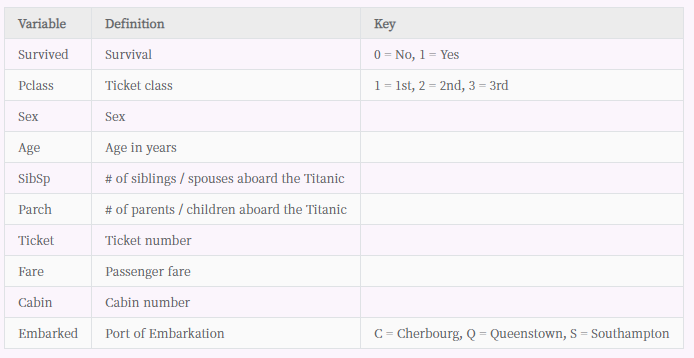 Variable Definition Key
Survived Survival 0 = No, 1 = Yes
Pclass Ticket class 1 = 1st, 2 = 2nd, 3 = 3rd
Sex Sex
Age Age in years
SibSp # of siblings / spouses aboard the Titanic
Parch # of parents / children aboard the Titanic
Ticket Ticket number
Fare Passenger fare
Cabin Cabin number
Embarked Port of Embarkation C = Cherbourg, Q = Queenstown, S = Southampton